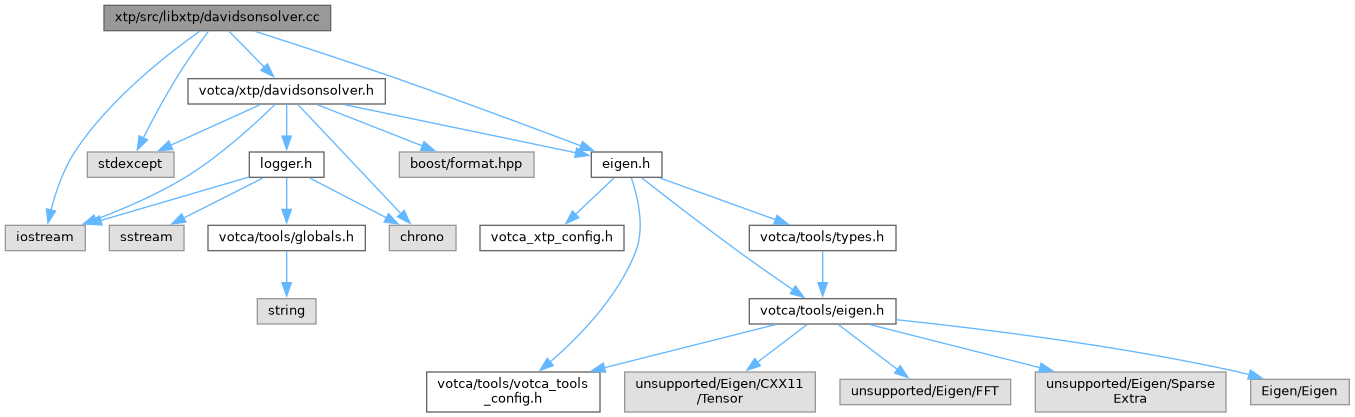 xtp/src/libxtp/davidsonsolver.cc
votca/xtp/davidsonsolver.h
stdexcept
logger.h
boost/format.hpp
eigen.h
iostream
sstream
votca/tools/globals.h
chrono
votca_xtp_config.h
votca/tools/types.h
string
votca/tools/eigen.h
votca/tools/votca_tools
_config.h
unsupported/Eigen/CXX11
/Tensor
unsupported/Eigen/FFT
unsupported/Eigen/Sparse
Extra
Eigen/Eigen